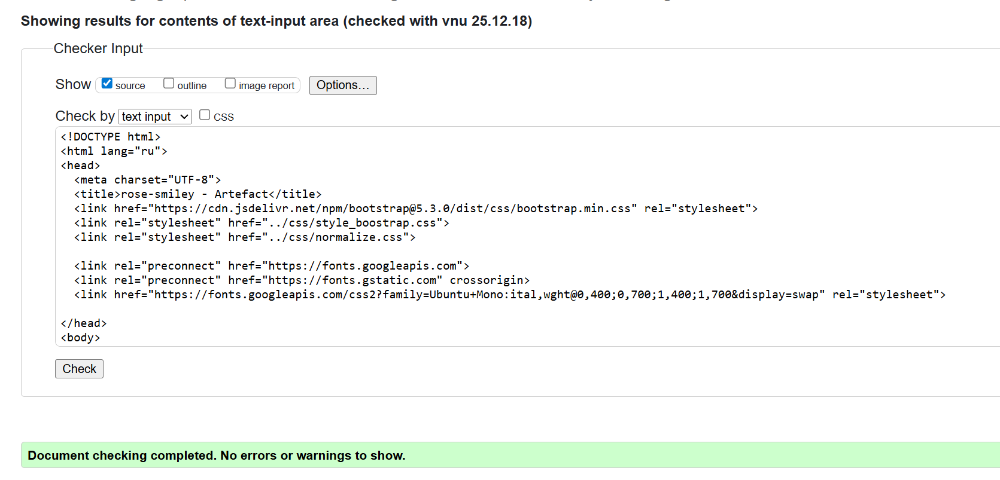 Showing results for contents of text-input area (checked with vnu 25.12.18)
Checker Input
Show source outline image report Options...
Check by text input CSS
<!DOCTYPE html>
<html lang="ru">
<head>
  <meta charset="UTF-8">
  <title>rose-smiley - Artefact</title>
  <link href="https://cdn.jsdelivr.net/npm/bootstrap@5.3.0/dist/css/bootstrap.min.css" rel="stylesheet">
  <link rel="stylesheet" href="../css/style_boostrap.css">
  <link rel="stylesheet" href="../css/normalize.css">
  <link rel="preconnect" href="https://fonts.googleapis.com">
  <link rel="preconnect" href="https://fonts.gstatic.com" crossorigin>
  <link href="https://fonts.googleapis.com/css2?family=Ubuntu+Mono:ital,wght@0,400;0,700;1,400;1,700&display=swap" rel="stylesheet">
</head>
<body>
Check
Document checking completed. No errors or warnings to show.